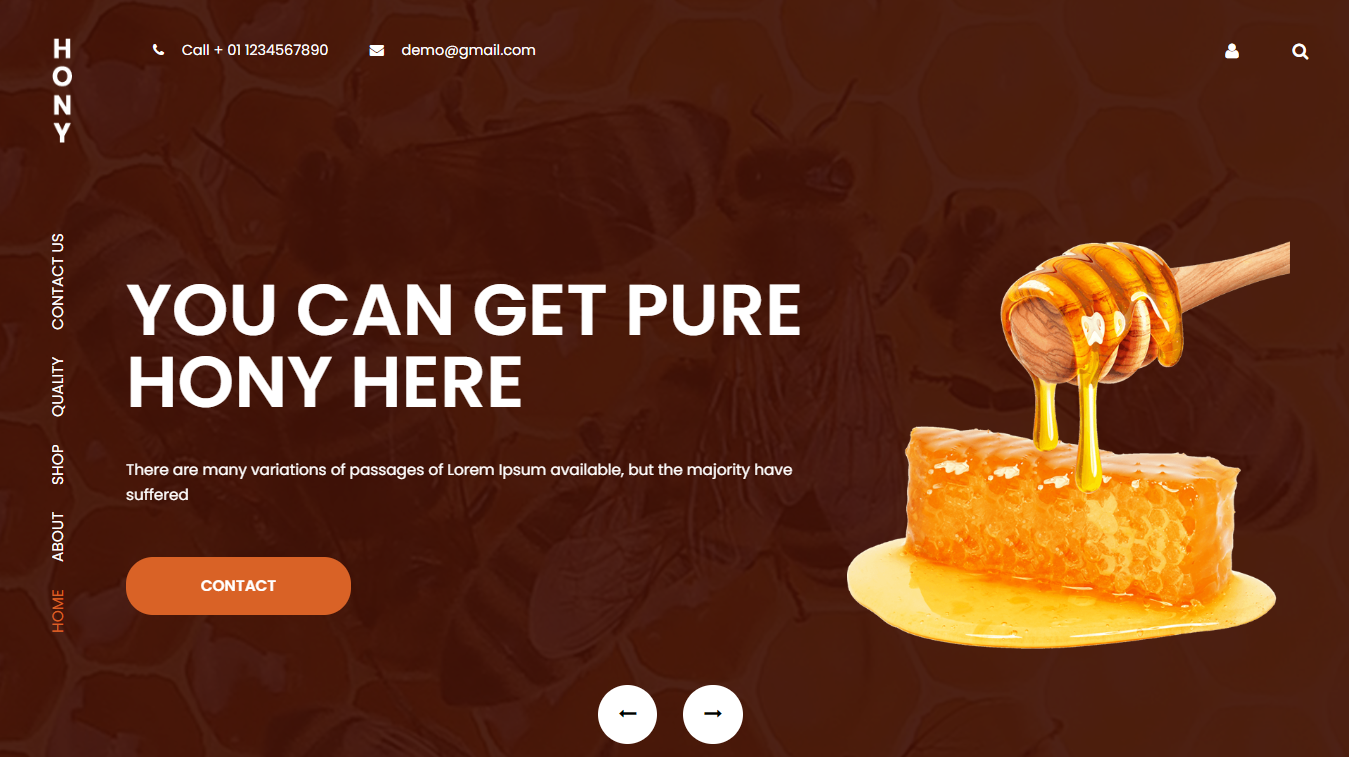 HONY
Call + 01 1234567890
demo@gmail.com
CONTACT US
QUALITY
SHOP
ABOUT
HOME
YOU CAN GET PURE
HONY HERE
There are many variations of passages of Lorem Ipsum available, but the majority have
suffered
CONTACT